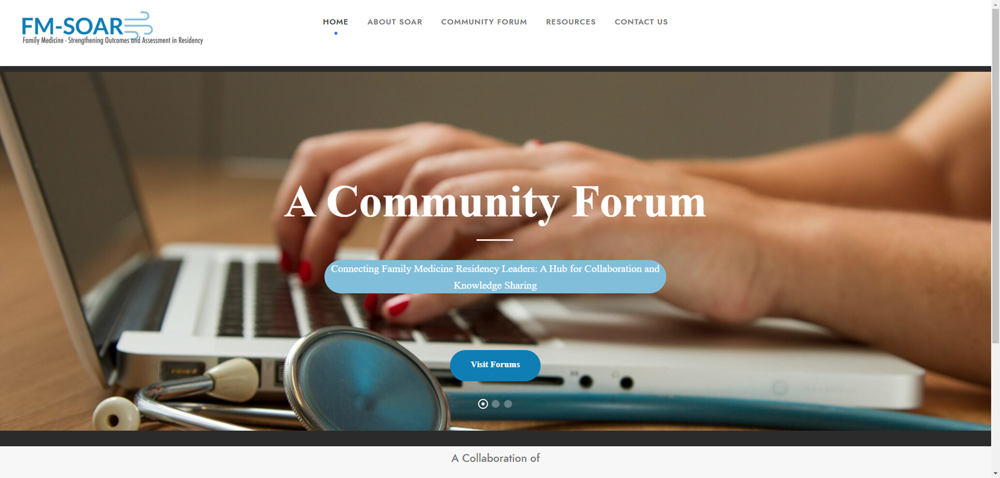 FM-SOAR
Family Medicine - Strengthening Outcomes and Assessment in Residency
HOME
ABOUT SOAR
COMMUNITY FORUM
RESOURCES
CONTACT US
A Community Forum
Connecting Family Medicine Residency Leaders: A Hub for Collaboration and
Knowledge Sharing
Visit Forums
A Collaboration of